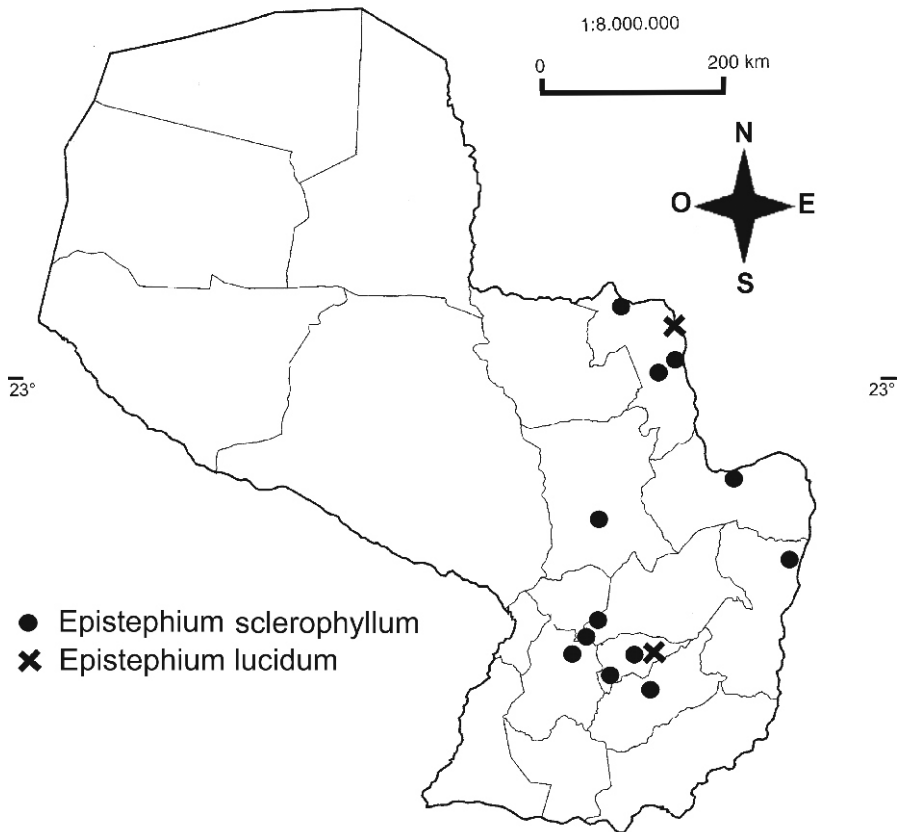 1:8.000.000
0 200 km
N
O E
S
23° 23°
Epistephium sclerophyllum
Epistephium lucidum